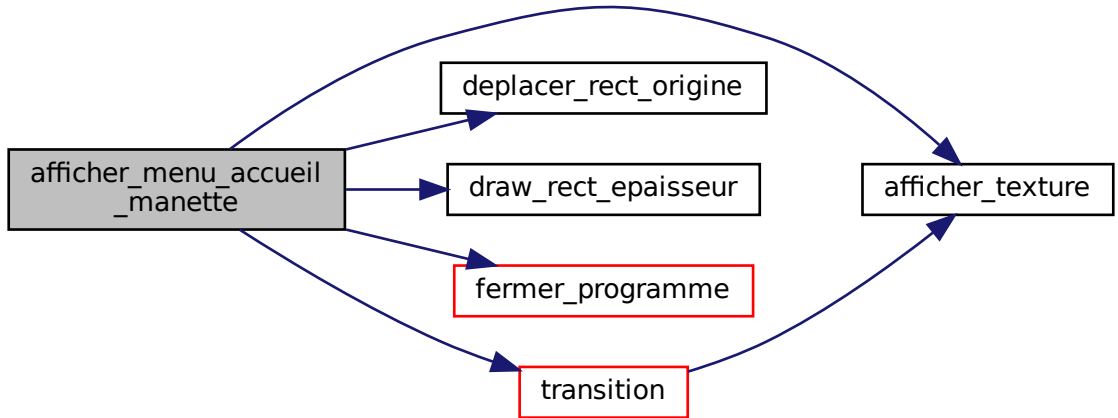 afficher_menu_accueil
_manette
deplacer_rect_origine
draw_rect_epaisseur
fermer_programme
transition
afficher_texture